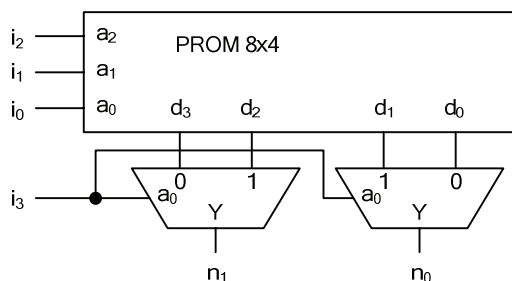 i2 a2 PROM 8x4
i1 a1
i0 a0 d3 d2 d1 d0
0 1 1 0
i3 a0 Y a0 Y
n1 n0